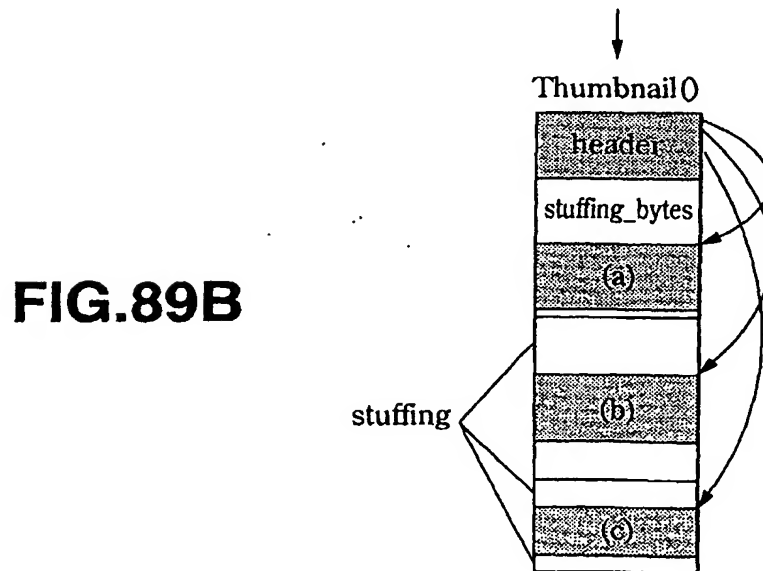 Thumbnail()
header
stuffing_bytes
(a)
FIG.89B
(b)
stuffing
(c)